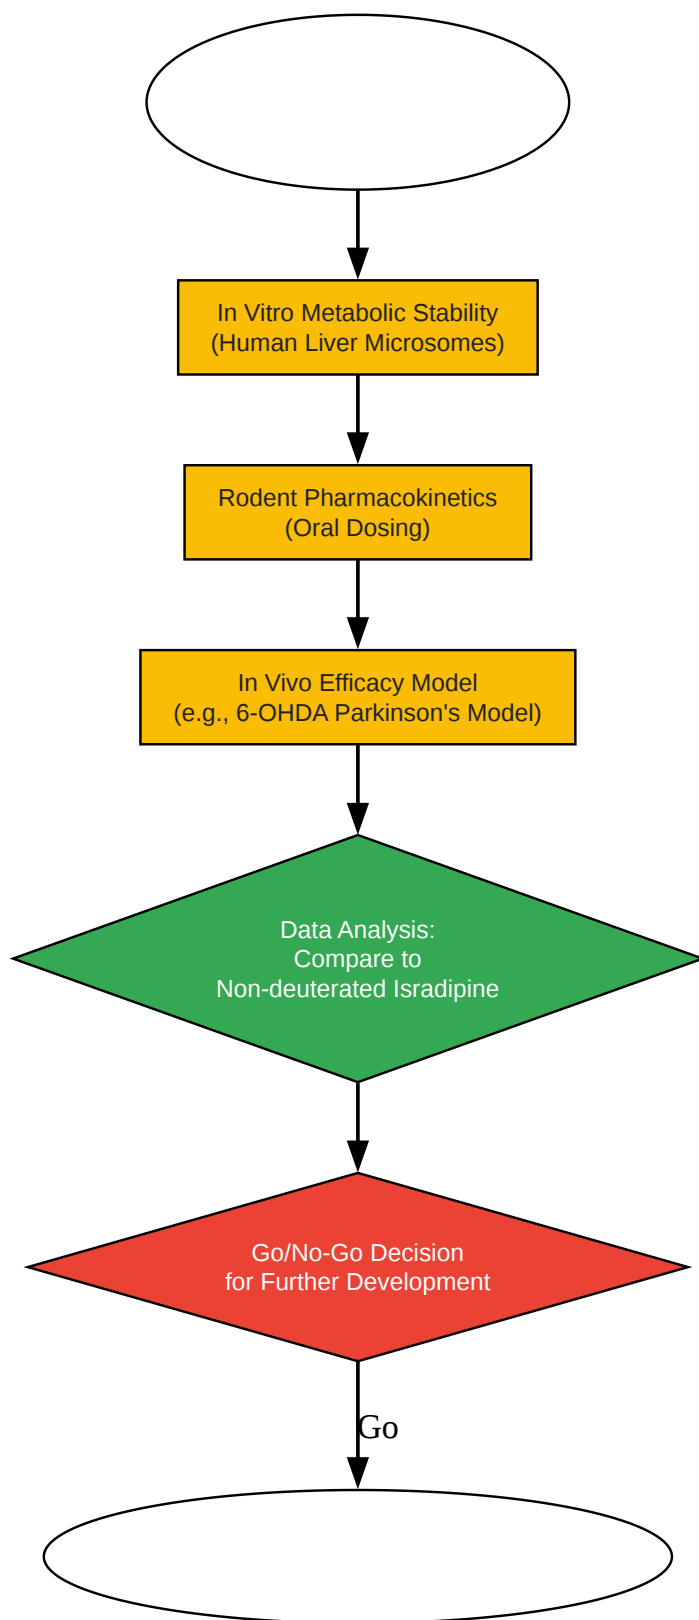 In Vitro Metabolic Stability
(Human Liver Microsomes)
Rodent Pharmacokinetics
(Oral Dosing)
In Vivo Efficacy Model
(e.g., 6-OHDA Parkinson's Model)
Data Analysis:
Compare to
Non-deuterated Isradipine
Go/No-Go Decision
for Further Development
Go